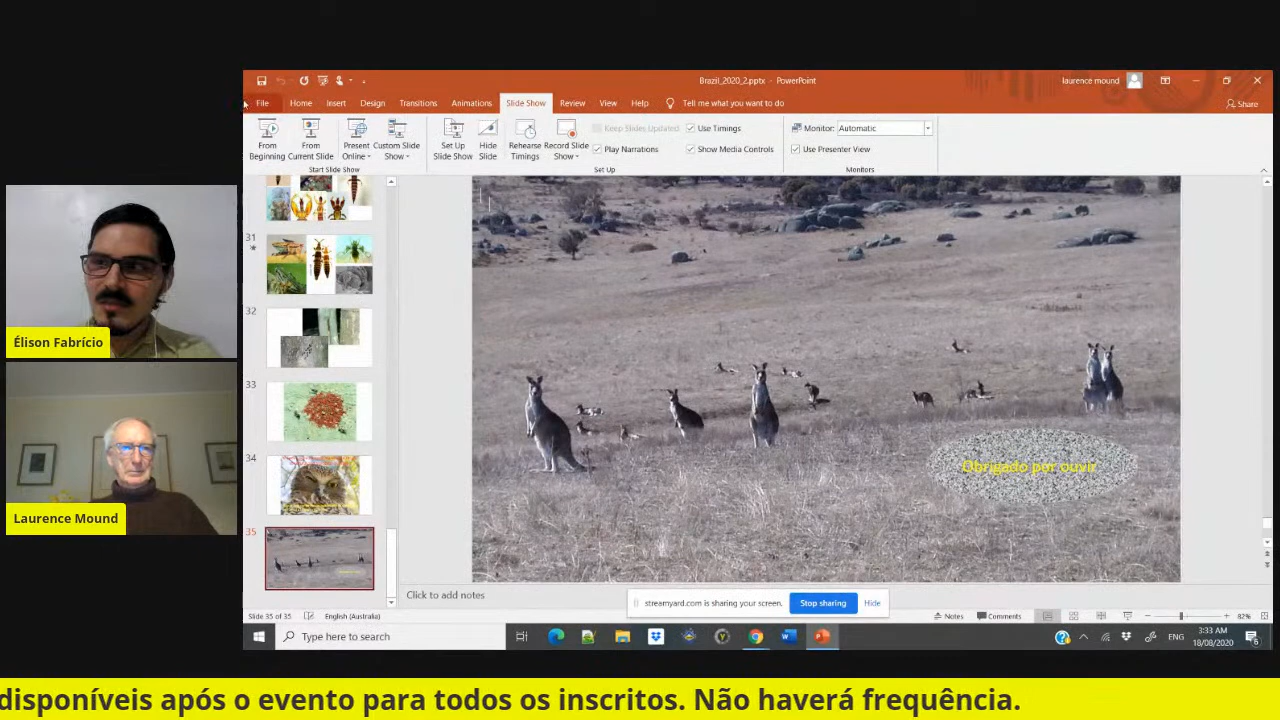 Brazil_2020_2.pptx - PowerPoint
laurence mound
File Home Insert Design Transitions Animations Slide Show Review View Help Tell me what you want to do
Share
From Beginning
From Current Slide
Present Online
Custom Slide Show
Start Slide Show
Set Up Slide Show
Hide Slide
Rehearse Timings
Record Slide Show
Keep Slides Updated
Play Narrations
Use Timings
Show Media Controls
Set Up
Monitor: Automatic
Use Presenter View
Monitors
31
32
33
34
35
Élison Fabrício
Laurence Mound
Obrigado por ouvir
Click to add notes
streamyard.com is sharing your screen.
Stop sharing
Hide
Slide 35 of 35
English (Australia)
Notes
Comments
82%
Type here to search
ENG
3:33 AM
18/08/2020
disponíveis após o evento para todos os inscritos. Não haverá frequência.